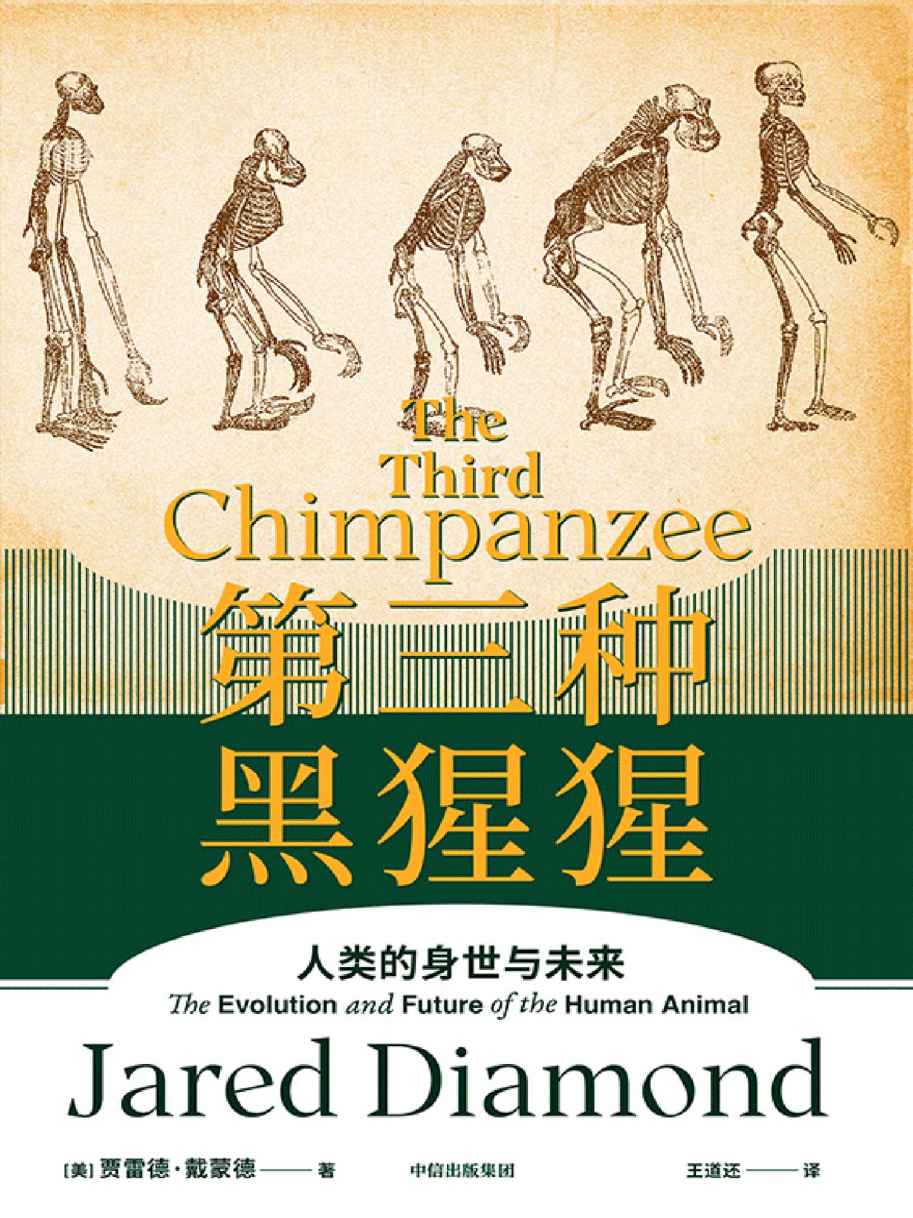 The
Third
Chimpanzee
第三种
黑猩猩
人类的身世与未来
The Evolution and Future of the Human Animal
Jared Diamond
[美] 贾雷德·戴蒙德——著 中信出版集团 王道还——译